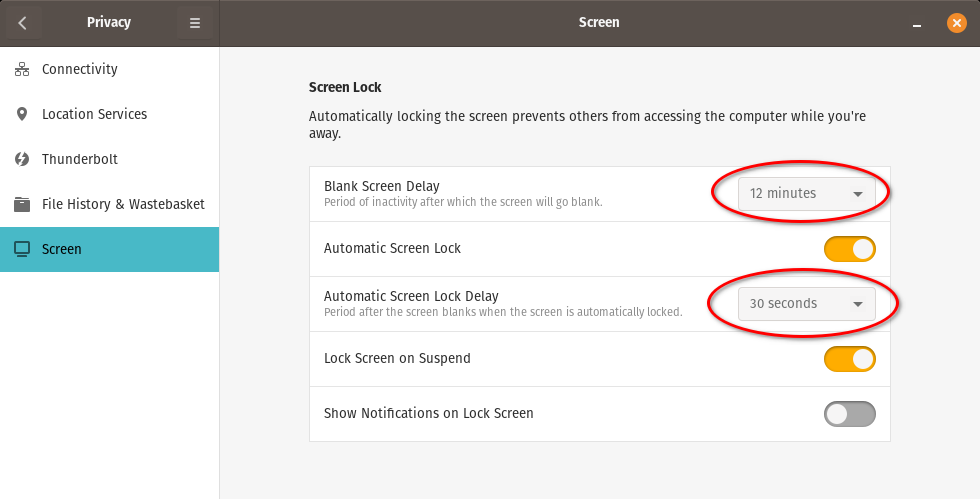 Privacy
Screen
Connectivity
Location Services
Thunderbolt
File History & Wastebasket
Screen
Screen Lock
Automatically locking the screen prevents others from accessing the computer while you're
away.
Blank Screen Delay
Period of inactivity after which the screen will go blank.
12 minutes
Automatic Screen Lock
Automatic Screen Lock Delay
Period after the screen blanks when the screen is automatically locked.
30 seconds
Lock Screen on Suspend
Show Notifications on Lock Screen